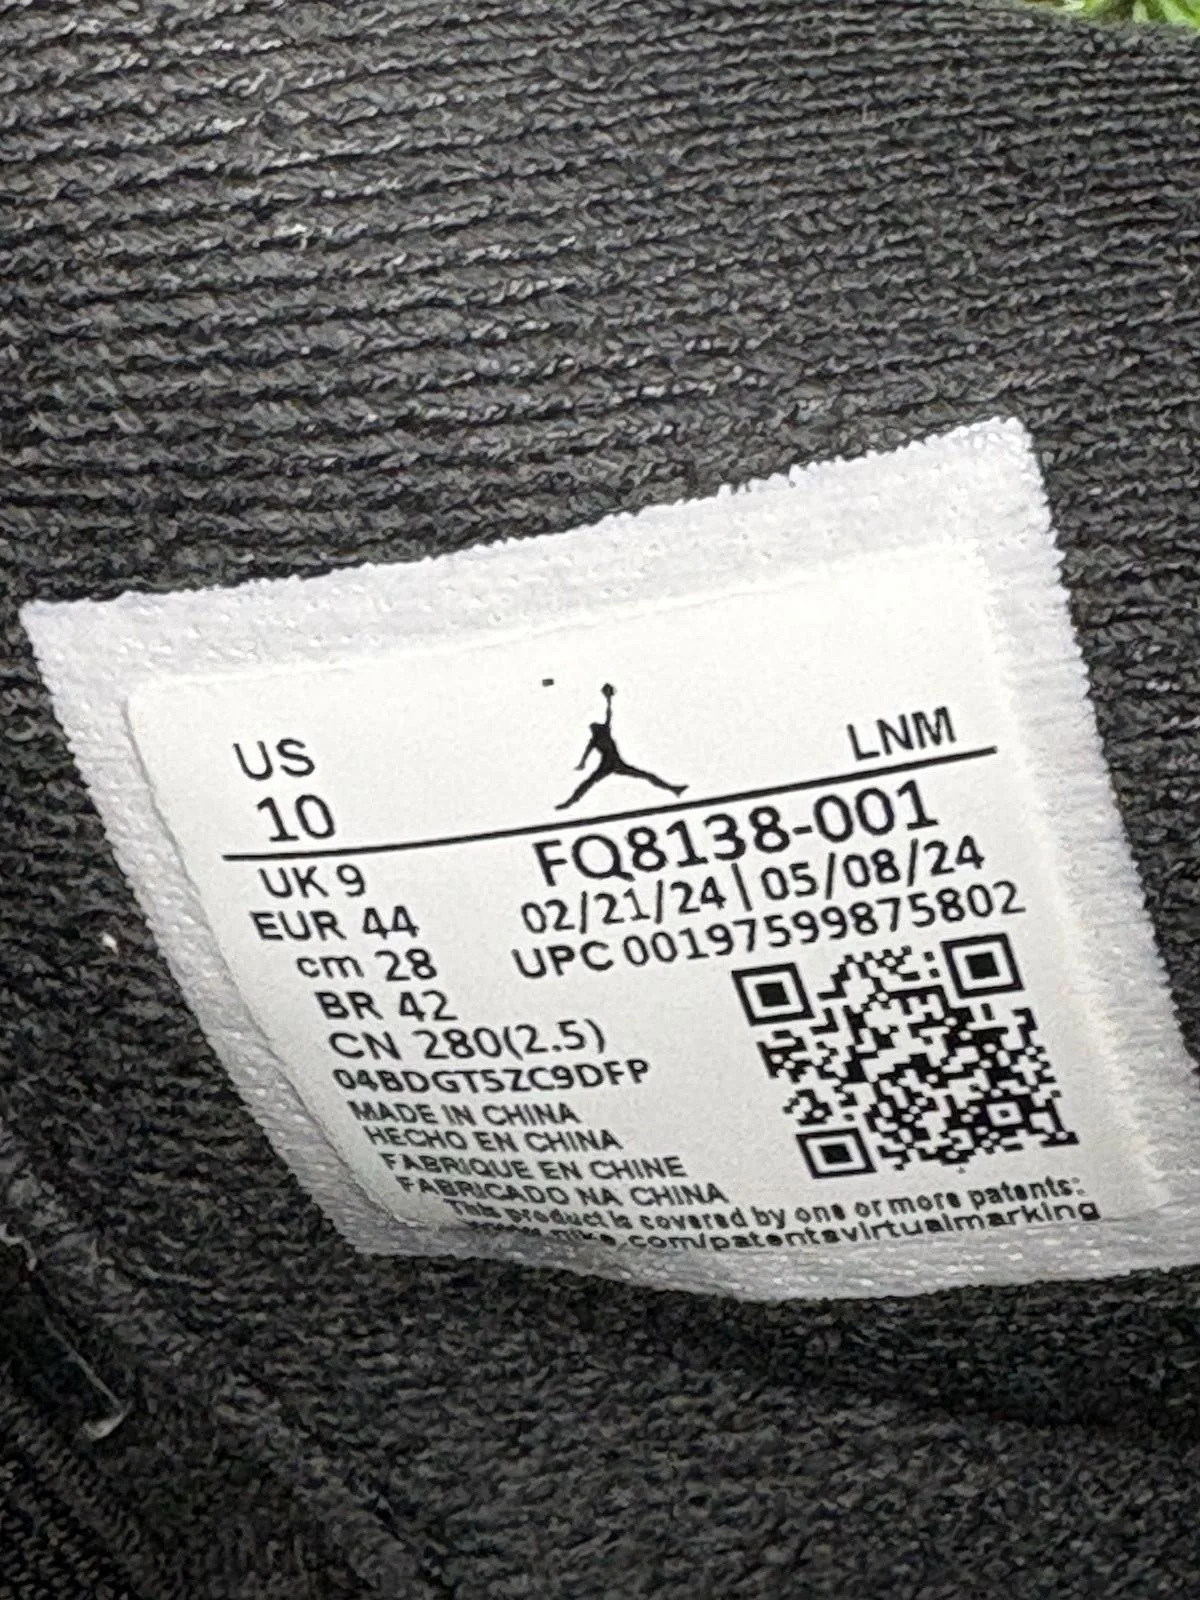 US
LNM
10
FQ8138-001
UK 9
02/21/24 | 05/08/24
EUR 44
UPC 00197599875802
cm 28
BR 42
CN 280(2.5)
04BDGT5ZC9DFP
MADE IN CHINA
HECHO EN CHINA
FABRIQUE EN CHINE
FABRICADO NA CHINA
This product is covered by one or more patents:
.com/patentsvirtualmarking